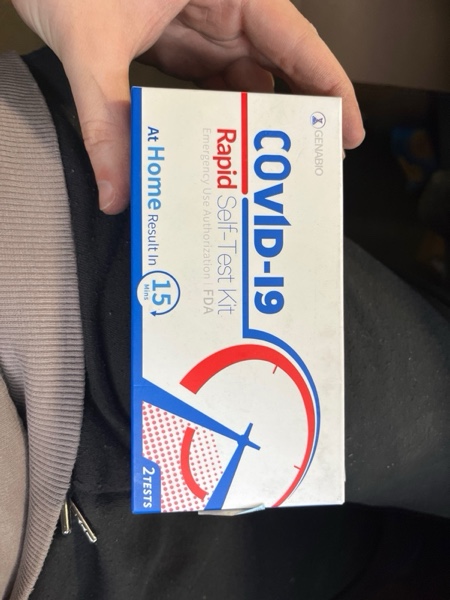 GENABIO
COVID-19
Rapid Self-Test Kit
Emergency Use Authorization FDA
At Home Result In 15 Mins
2 TESTS